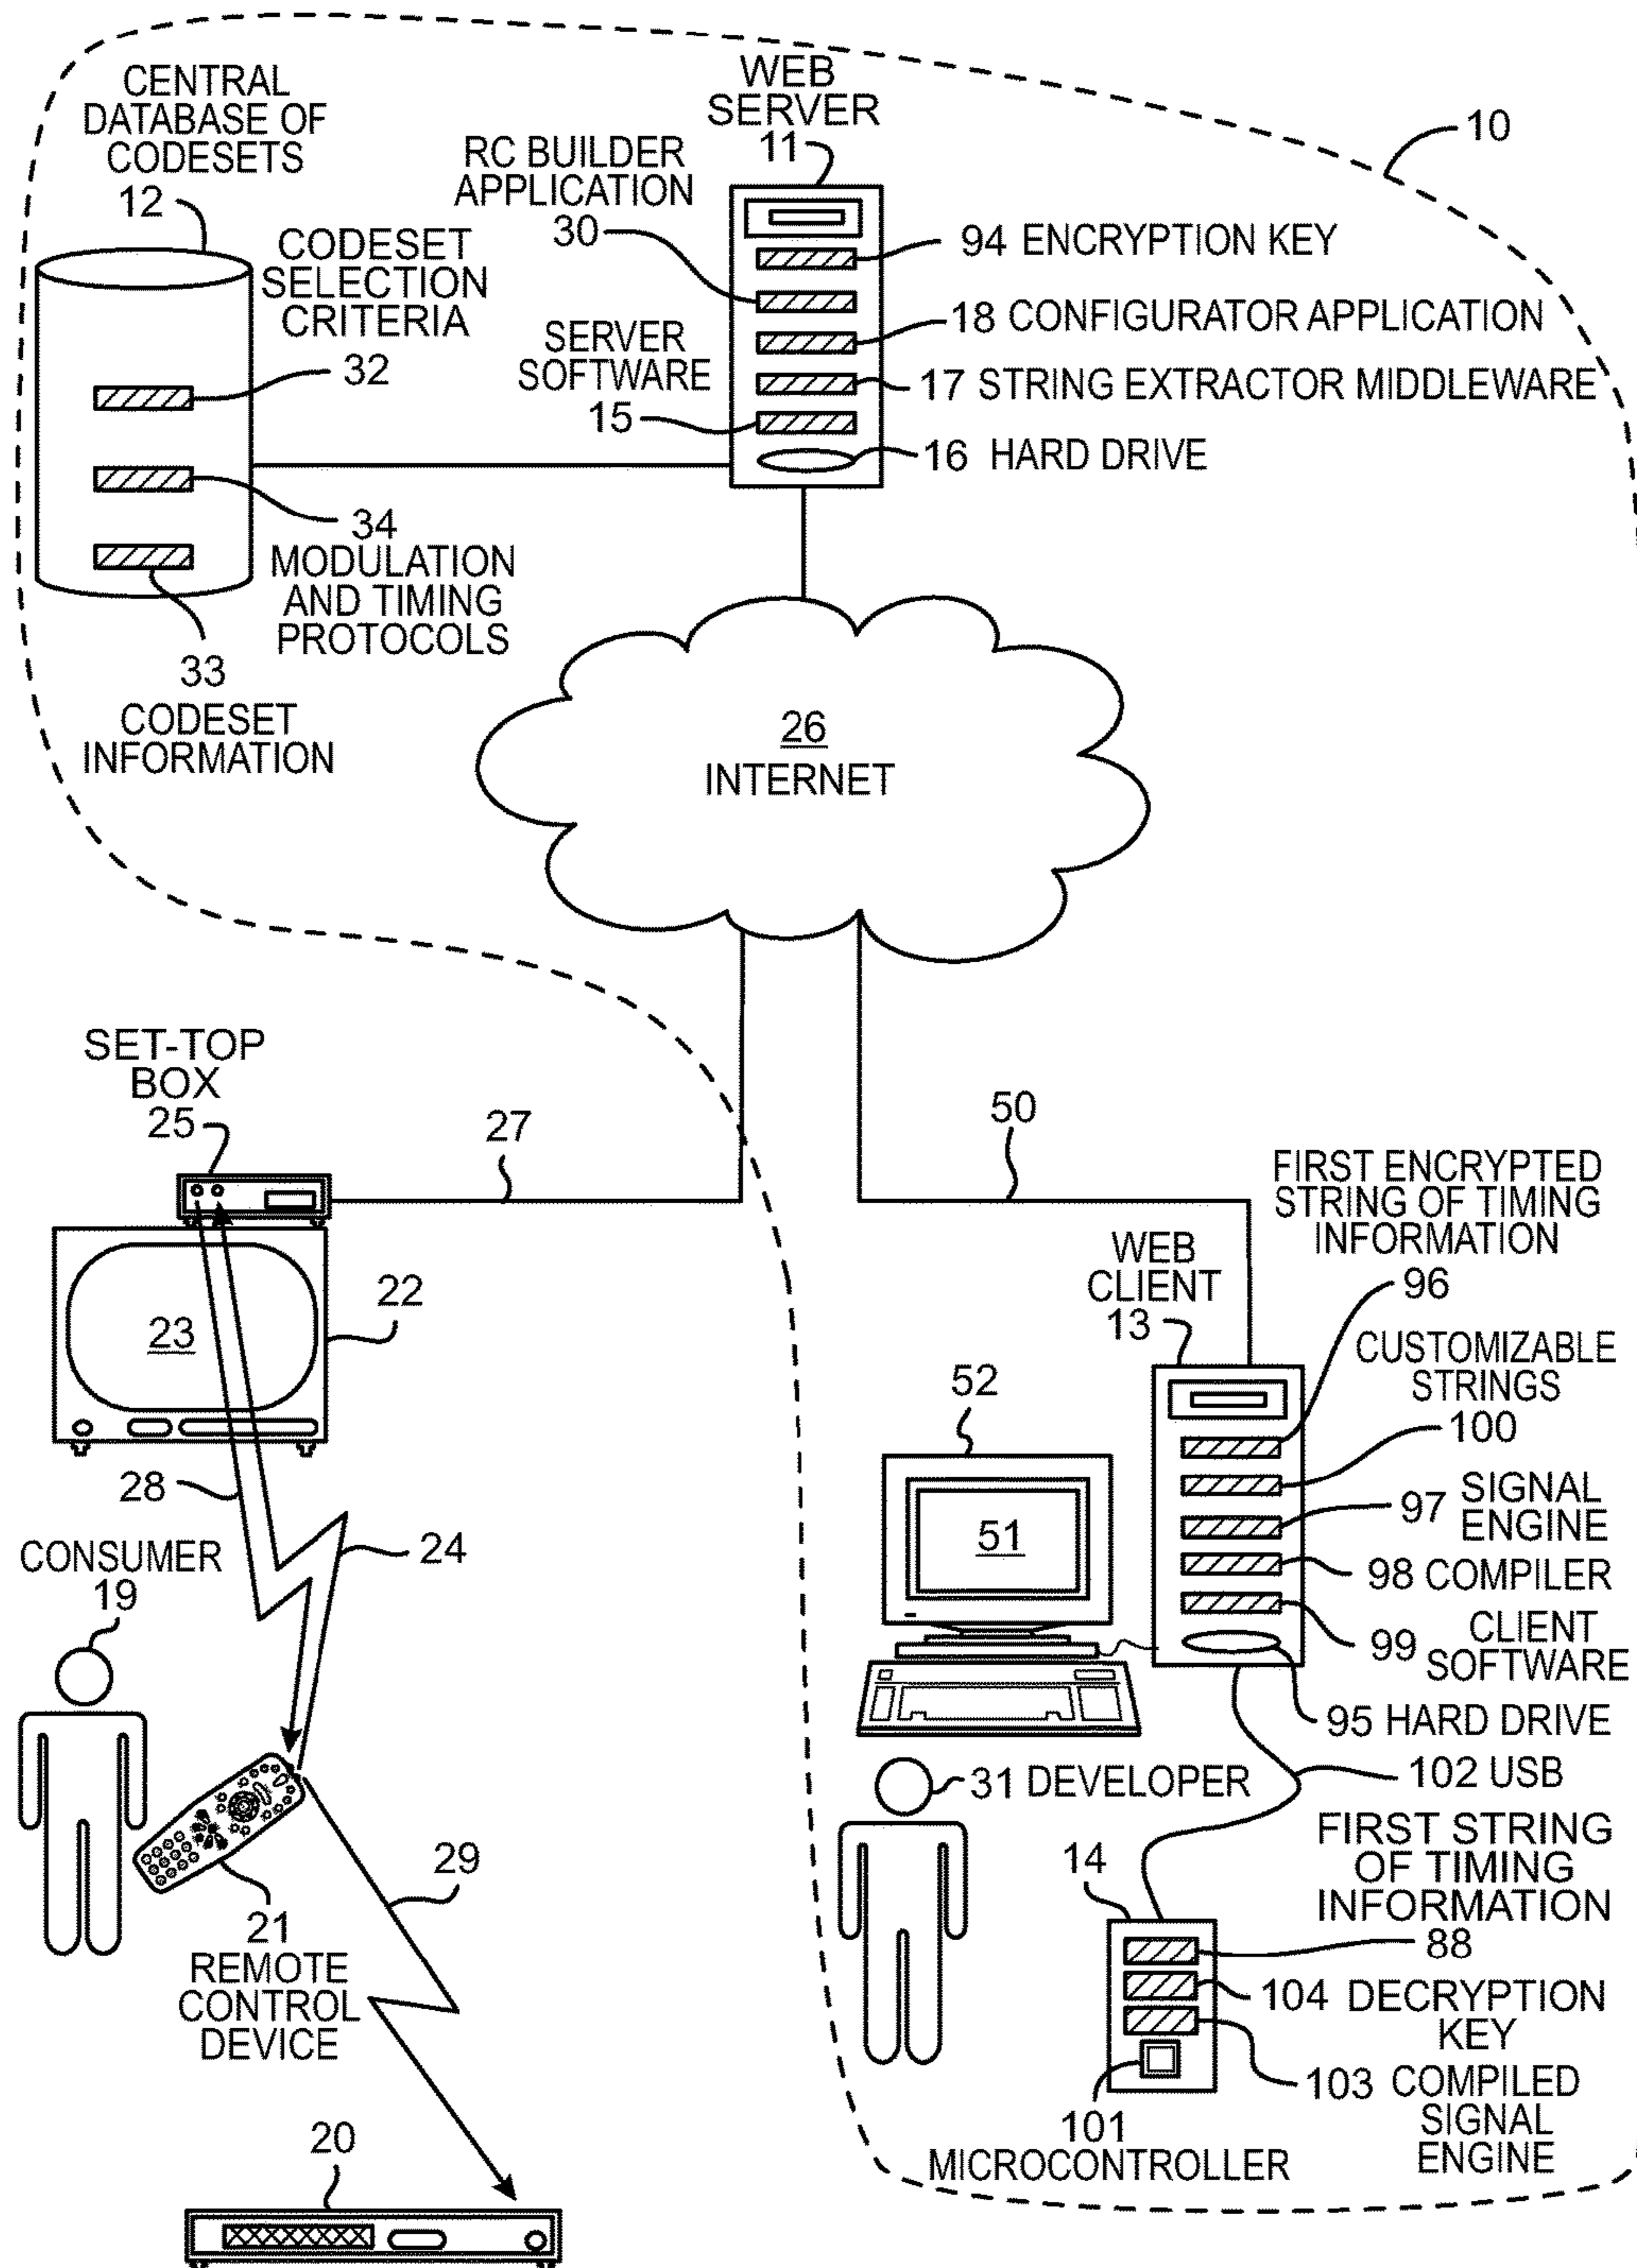 CENTRAL
DATABASE OF
CODESETS
12
WEB
SERVER
11
10
RC BUILDER
APPLICATION
30
94 ENCRYPTION KEY
CODESET
SELECTION
CRITERIA
32
18 CONFIGURATOR APPLICATION
SERVER
SOFTWARE
15
17 STRING EXTRACTOR MIDDLEWARE
16 HARD DRIVE
34
MODULATION
AND TIMING
PROTOCOLS
33
CODESET
INFORMATION
26
INTERNET
SET-TOP
BOX
25
27
50
FIRST ENCRYPTED
STRING OF TIMING
INFORMATION
96
WEB
CLIENT
13
22
23
CUSTOMIZABLE
STRINGS
100
52
51
97 SIGNAL
ENGINE
98 COMPILER
99 CLIENT
SOFTWARE
95 HARD DRIVE
102 USB
28
24
CONSUMER
19
31 DEVELOPER
29
21
REMOTE
CONTROL
DEVICE
14
FIRST STRING
OF TIMING
INFORMATION
88
104 DECRYPTION
KEY
103 COMPILED
SIGNAL
ENGINE
101
MICROCONTROLLER
20